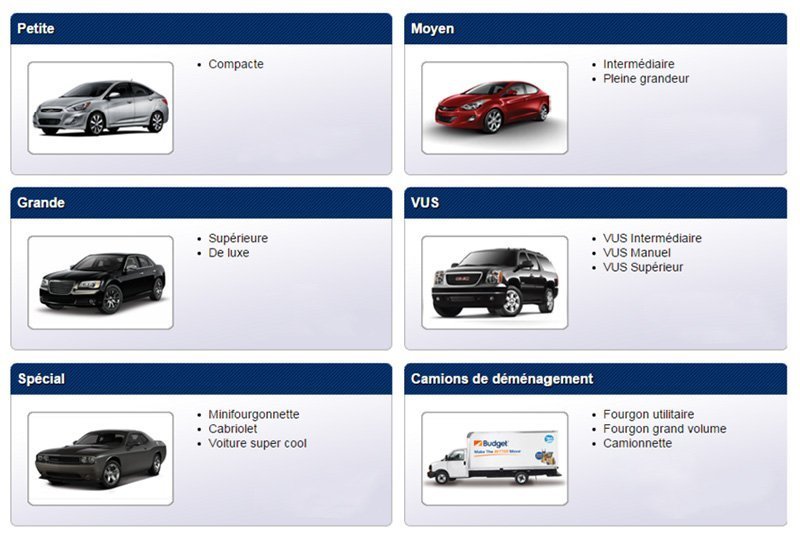 Petite
Compacte
Moyen
Intermédiaire
Pleine grandeur
Grande
Supérieure
De luxe
VUS
VUS Intermédiaire
VUS Manuel
VUS Supérieur
Spécial
Minifourgonnette
Cabriolet
Voiture super cool
Camions de déménagement
Budget
Make The BETTER Move
Fourgon utilitaire
Fourgon grand volume
Camionnette